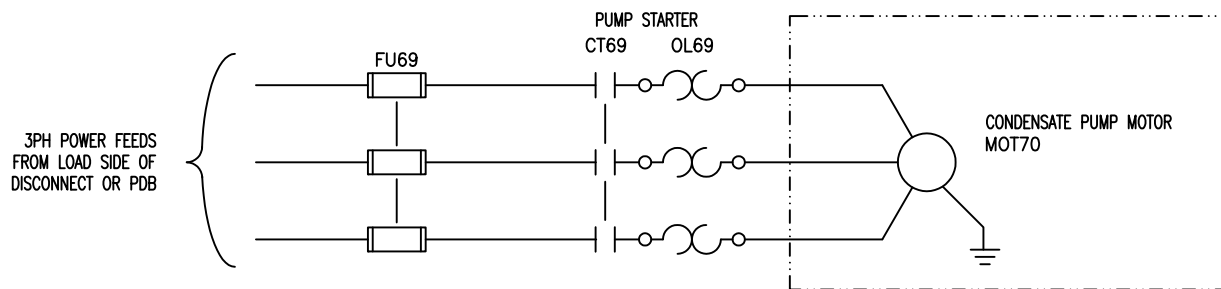 PUMP STARTER
CT69 OL69
FU69
3PH POWER FEEDS
FROM LOAD SIDE OF
DISCONNECT OR PDB
CONDENSATE PUMP MOTOR
MOT70